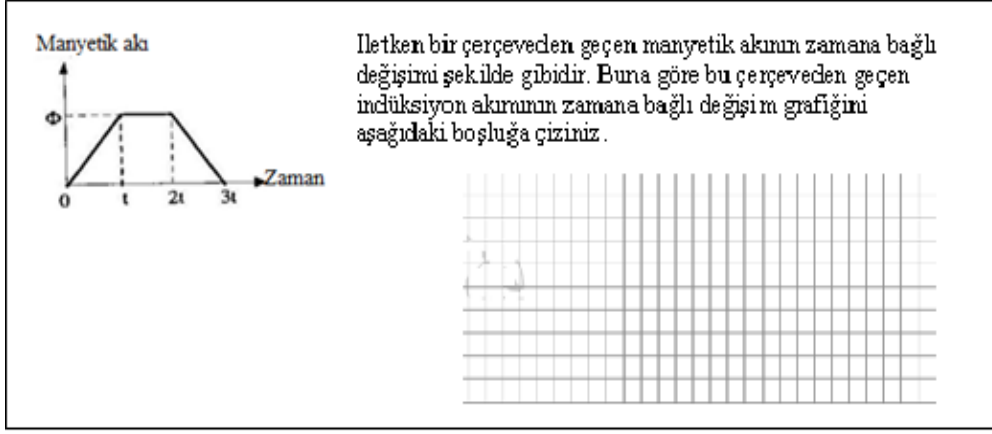 Manyetik akı
Φ
0
t
2t
3t
Zaman
Iletken bir çerçeveden geçen manyetik akının zamana bağlı
değişimi şekilde gibidir. Buna göre bu çerçeveden geçen
indüksiyon akımının zamana bağlı değişim grafiğini
aşağıdaki boşluğa çiziniz.